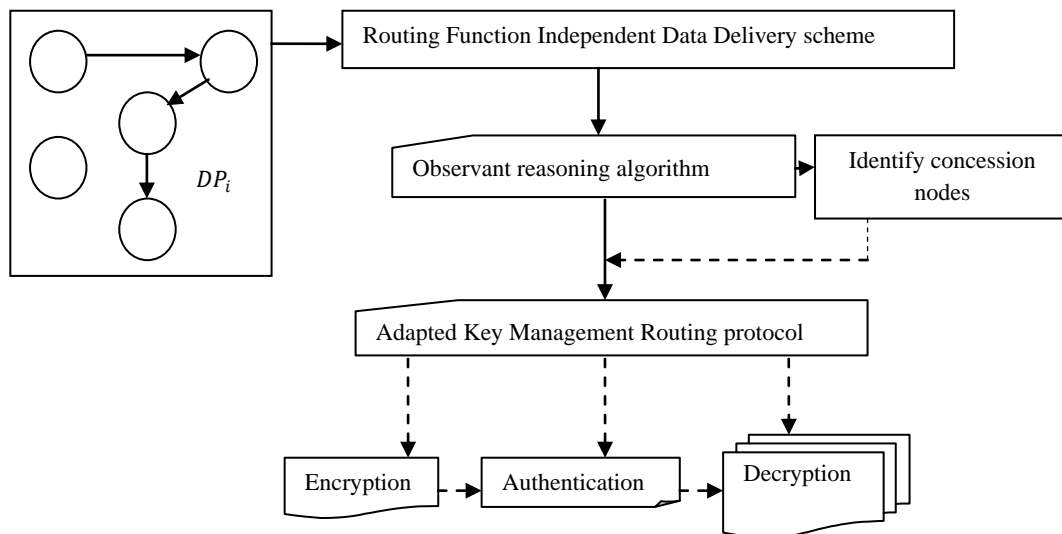 Routing Function Independent Data Delivery scheme
Observant reasoning algorithm
Identify concession
nodes
DPᵢ
Adapted Key Management Routing protocol
Encryption
Authentication
Decryption